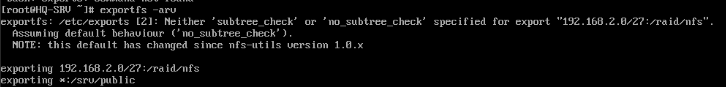 [root@HQ-SRV ~]# exportfs -arv
exportfs: /etc/exports [2]: Neither 'subtree_check' or 'no_subtree_check' specified for export "192.168.2.0/27:/raid/nfs".
Assuming default behaviour ('no_subtree_check').
NOTE: this default has changed since nfs-utils version 1.0.x
exporting 192.168.2.0/27:/raid/nfs
exporting *:/srv/public